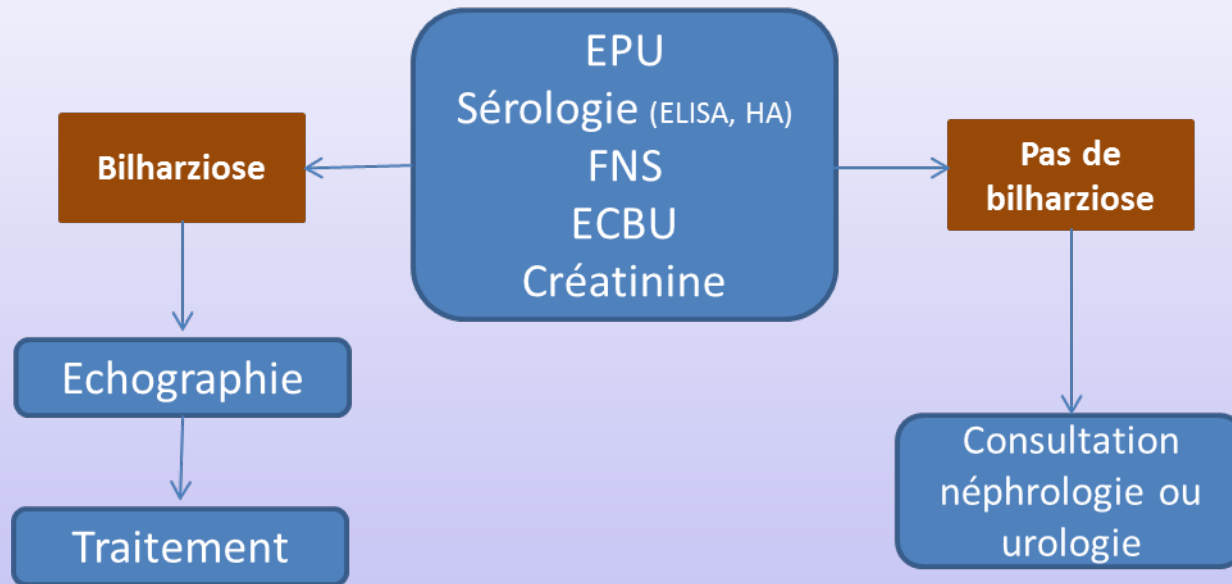 EPU
Sérologie (ELISA, HA)
FNS
ECBU
Créatinine
Bilharziose
Pas de
bilharziose
Echographie
Traitement
Consultation
néphrologie ou
urologie